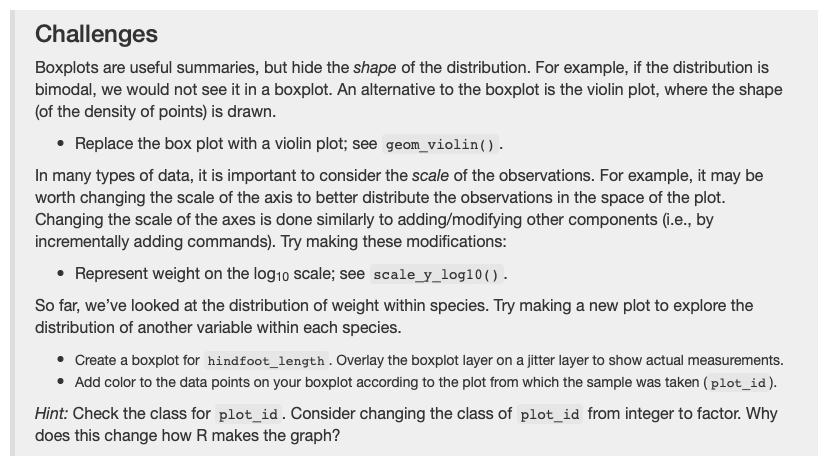 Challenges
Boxplots are useful summaries, but hide the shape of the distribution. For example, if the distribution is
bimodal, we would not see it in a boxplot. An alternative to the boxplot is the violin plot, where the shape
(of the density of points) is drawn.
• Replace the box plot with a violin plot; see geom_violin().
In many types of data, it is important to consider the scale of the observations. For example, it may be
worth changing the scale of the axis to better distribute the observations in the space of the plot.
Changing the scale of the axes is done similarly to adding/modifying other components (i.e., by
incrementally adding commands). Try making these modifications:
• Represent weight on the log10 scale; see scale_y_log10().
So far, we've looked at the distribution of weight within species. Try making a new plot to explore the
distribution of another variable within each species.
• Create a boxplot for hindfoot_length. Overlay the boxplot layer on a jitter layer to show actual measurements.
• Add color to the data points on your boxplot according to the plot from which the sample was taken (plot_id).
Hint: Check the class for plot_id. Consider changing the class of plot_id from integer to factor. Why
does this change how R makes the graph?